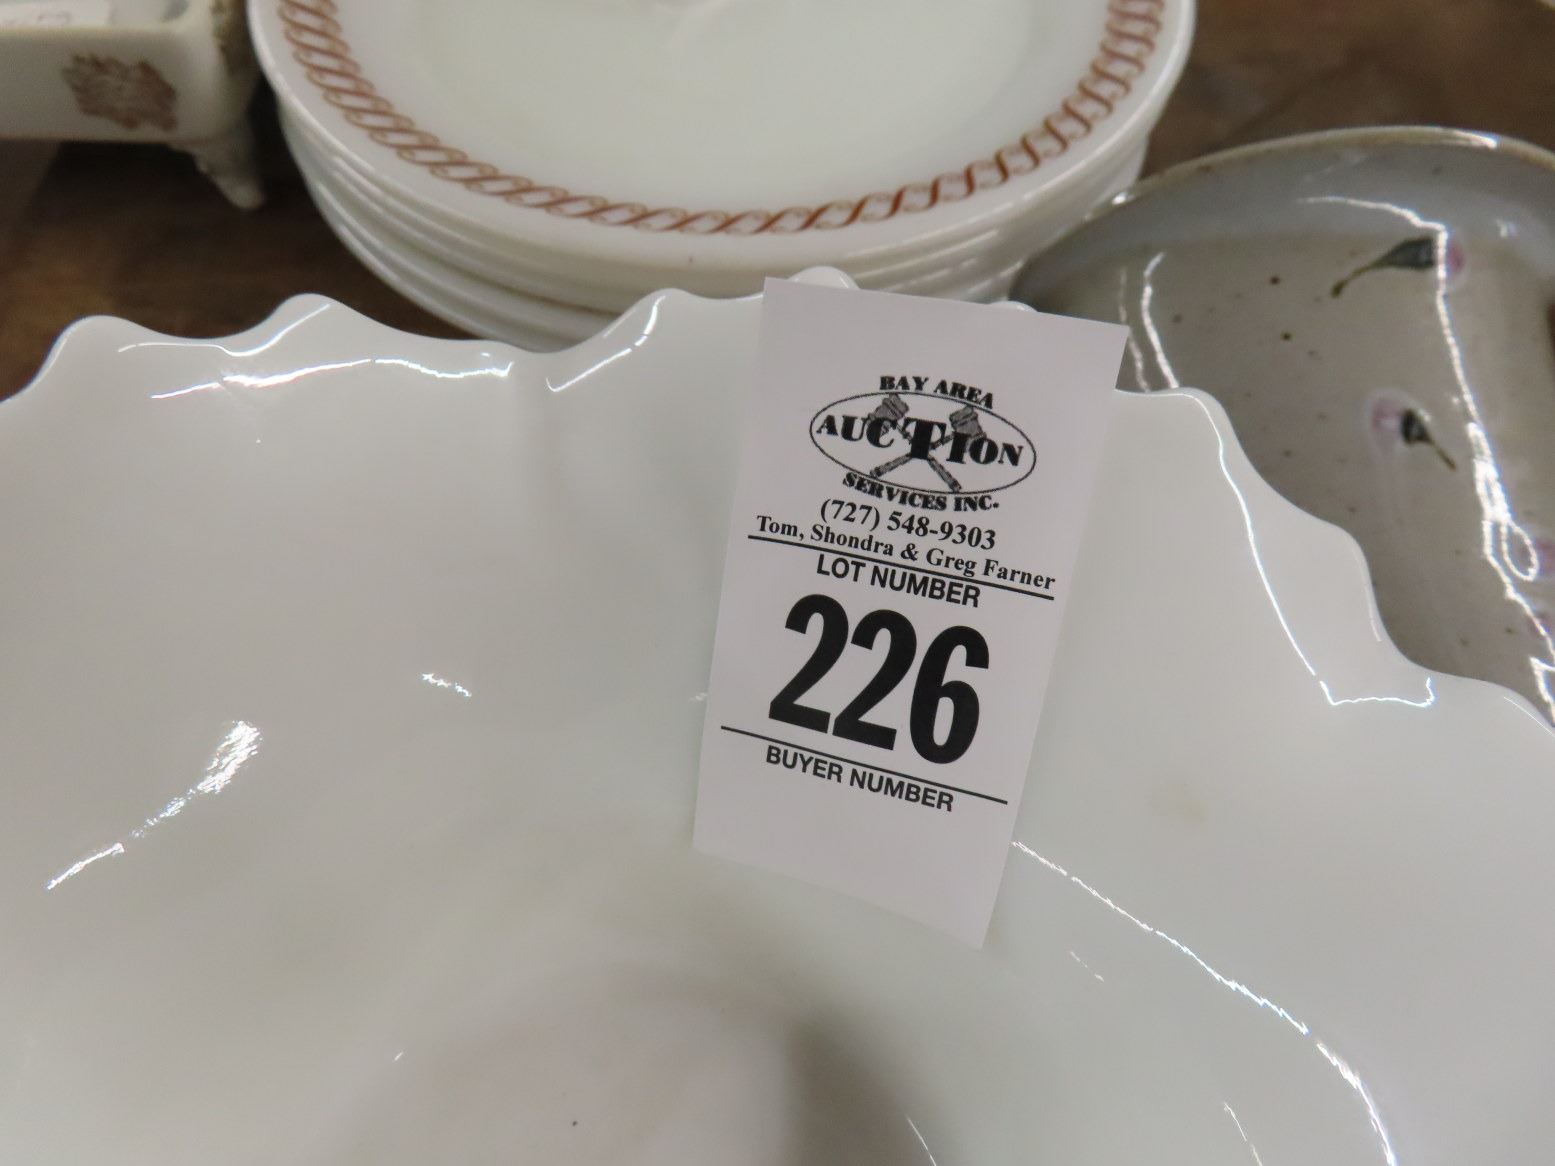 BAY AREA
AUCTION
SERVICES INC.
(727) 548-9303
Tom, Shondra & Greg Farner
LOT NUMBER
226
BUYER NUMBER